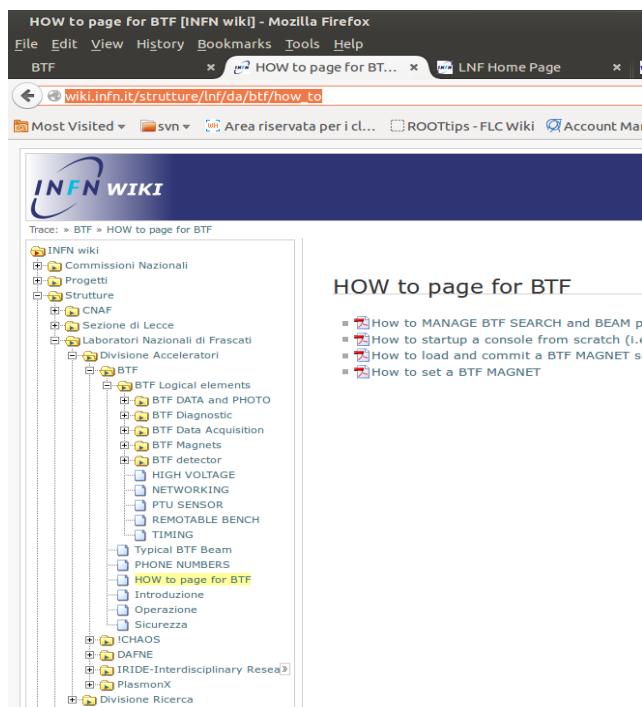 HOW to page for BTF [INFN wiki] - Mozilla Firefox
File Edit View History Bookmarks Tools Help
BTF × HOW to page for BT... × LNF Home Page ×
wiki.infn.it/strutture/lnf/da/btf/how_to
Most Visited svn Area riservata per i cl... ROOTtips - FLC Wiki Account Mar
INFN WIKI
Trace: » BTF » HOW to page for BTF
INFN wiki
Commissioni Nazionali
Progetti
Strutture
CNAF
Sezione di Lecce
Laboratori Nazionali di Frascati
Divisione Acceleratori
BTF
BTF Logical elements
BTF DATA and PHOTO
BTF Diagnostic
BTF Data Acquisition
BTF Magnets
BTF detector
HIGH VOLTAGE
NETWORKING
PTU SENSOR
REMOTABLE BENCH
TIMING
Typical BTF Beam
PHONE NUMBERS
HOW to page for BTF
Introduzione
Operazione
Sicurezza
!CHAOS
DAFNE
IRIDE-Interdisciplinary Resea
PlasmonX
Divisione Ricerca
HOW to page for BTF
How to MANAGE BTF SEARCH and BEAM p
How to startup a console from scratch (i.e
How to load and commit a BTF MAGNET s
How to set a BTF MAGNET